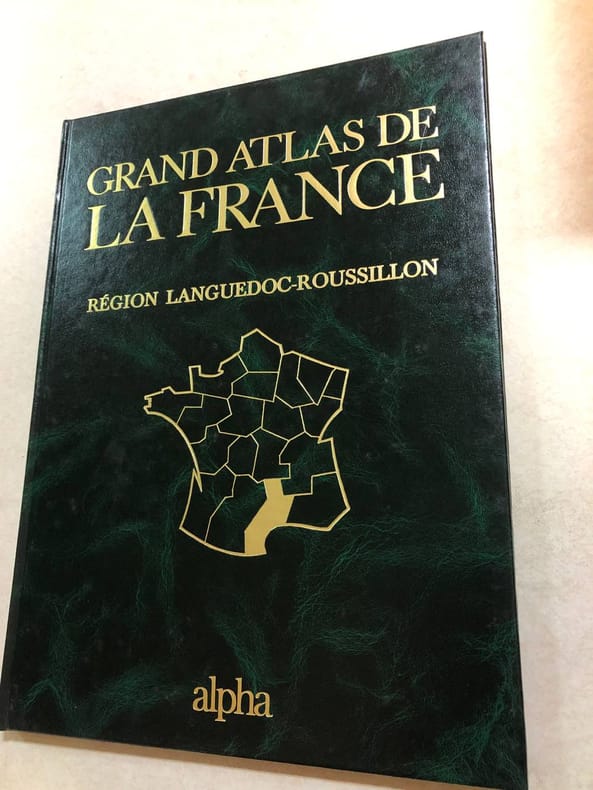 GRAND ATLAS DE
LA FRANCE
RÉGION LANGUEDOC-ROUSSILLON
alpha